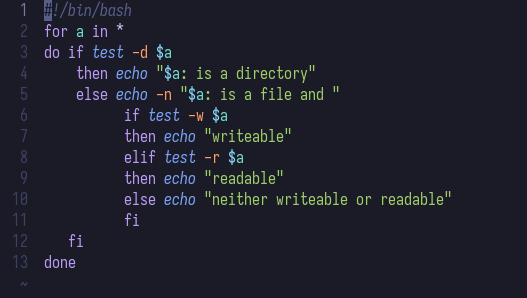 1 #!/bin/bash
2 for a in *
3 do if test -d $a
4     then echo "$a: is a directory"
5     else echo -n "$a: is a file and "
6           if test -w $a
7           then echo "writeable"
8           elif test -r $a
9           then echo "readable"
10           else echo "neither writeable or readable"
11           fi
12    fi
13 done
~